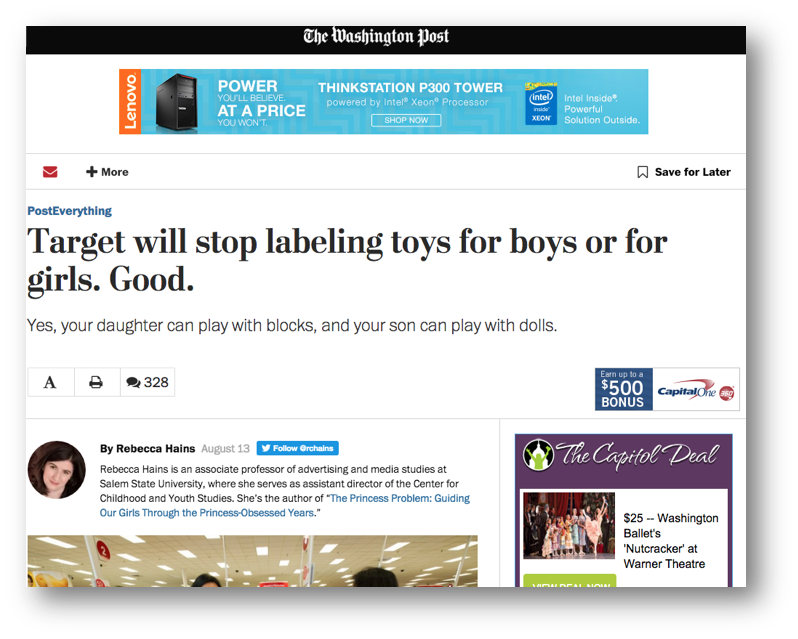 The Washington Post
Lenovo
POWER
YOU'LL BELIEVE.
AT A PRICE
YOU WON'T.
THINKSTATION P300 TOWER
powered by Intel® Xeon® Processor
SHOP NOW
intel
inside®
XEON®
Intel Inside®.
Powerful
Solution Outside.
More
Save for Later
PostEverything
Target will stop labeling toys for boys or for
girls. Good.
Yes, your daughter can play with blocks, and your son can play with dolls.
A
328
Earn up to a
$500
BONUS
CapitalOne 360
By Rebecca Hains August 13 Follow @rchains
Rebecca Hains is an associate professor of advertising and media studies at
Salem State University, where she serves as assistant director of the Center for
Childhood and Youth Studies. She's the author of “The Princess Problem: Guiding
Our Girls Through the Princess-Obsessed Years.”
2
The Capitol Deal
$25 -- Washington
Ballet's
'Nutcracker' at
Warner Theatre
VIEW DEAL NOW